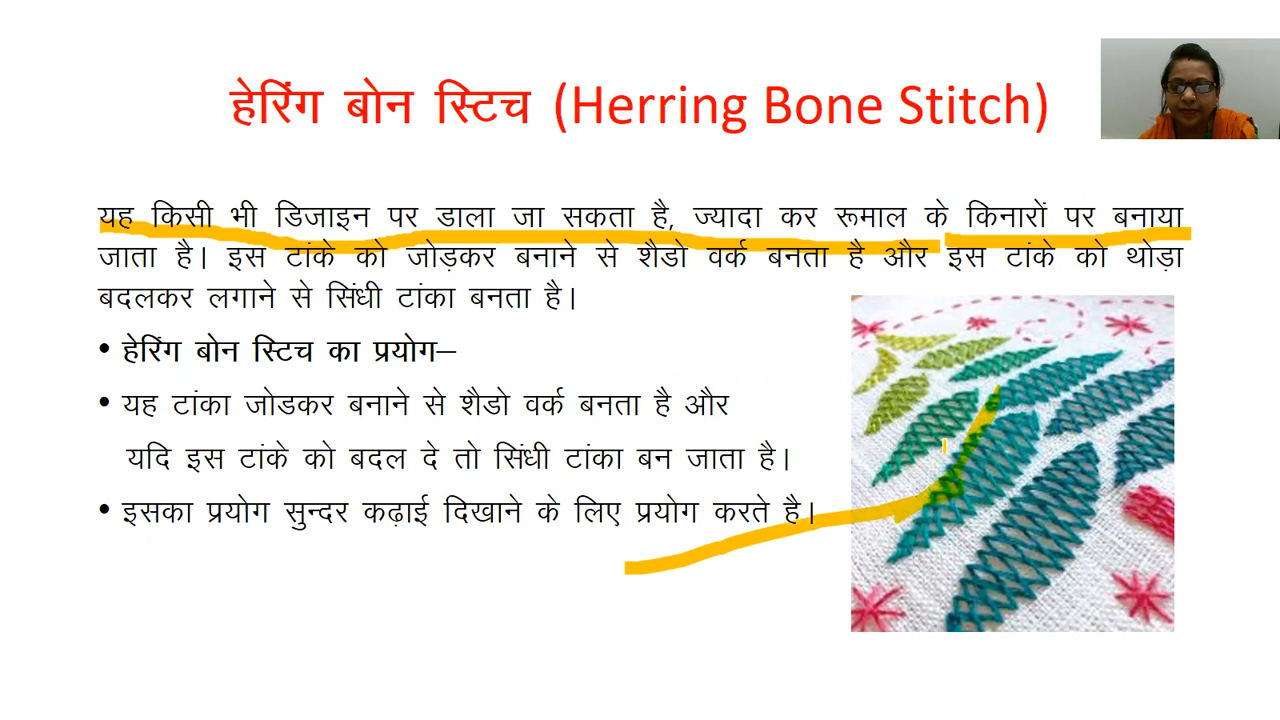 हेरिंग बोन स्टिच (Herring Bone Stitch)
यह किसी भी डिजाइन पर डाला जा सकता है, ज्यादा कर रूमाल के किनारों पर बनाया
जाता है। इस टांके को जोड़कर बनाने से शैडो वर्क बनता है और इस टांके को थोड़ा
बदलकर लगाने से सिंधी टांका बनता है।
• हेरिंग बोन स्टिच का प्रयोग–
• यह टांका जोडकर बनाने से शैडो वर्क बनता है और
यदि इस टांके को बदल दे तो सिंधी टांका बन जाता है।
• इसका प्रयोग सुन्दर कढ़ाई दिखाने के लिए प्रयोग करते है।